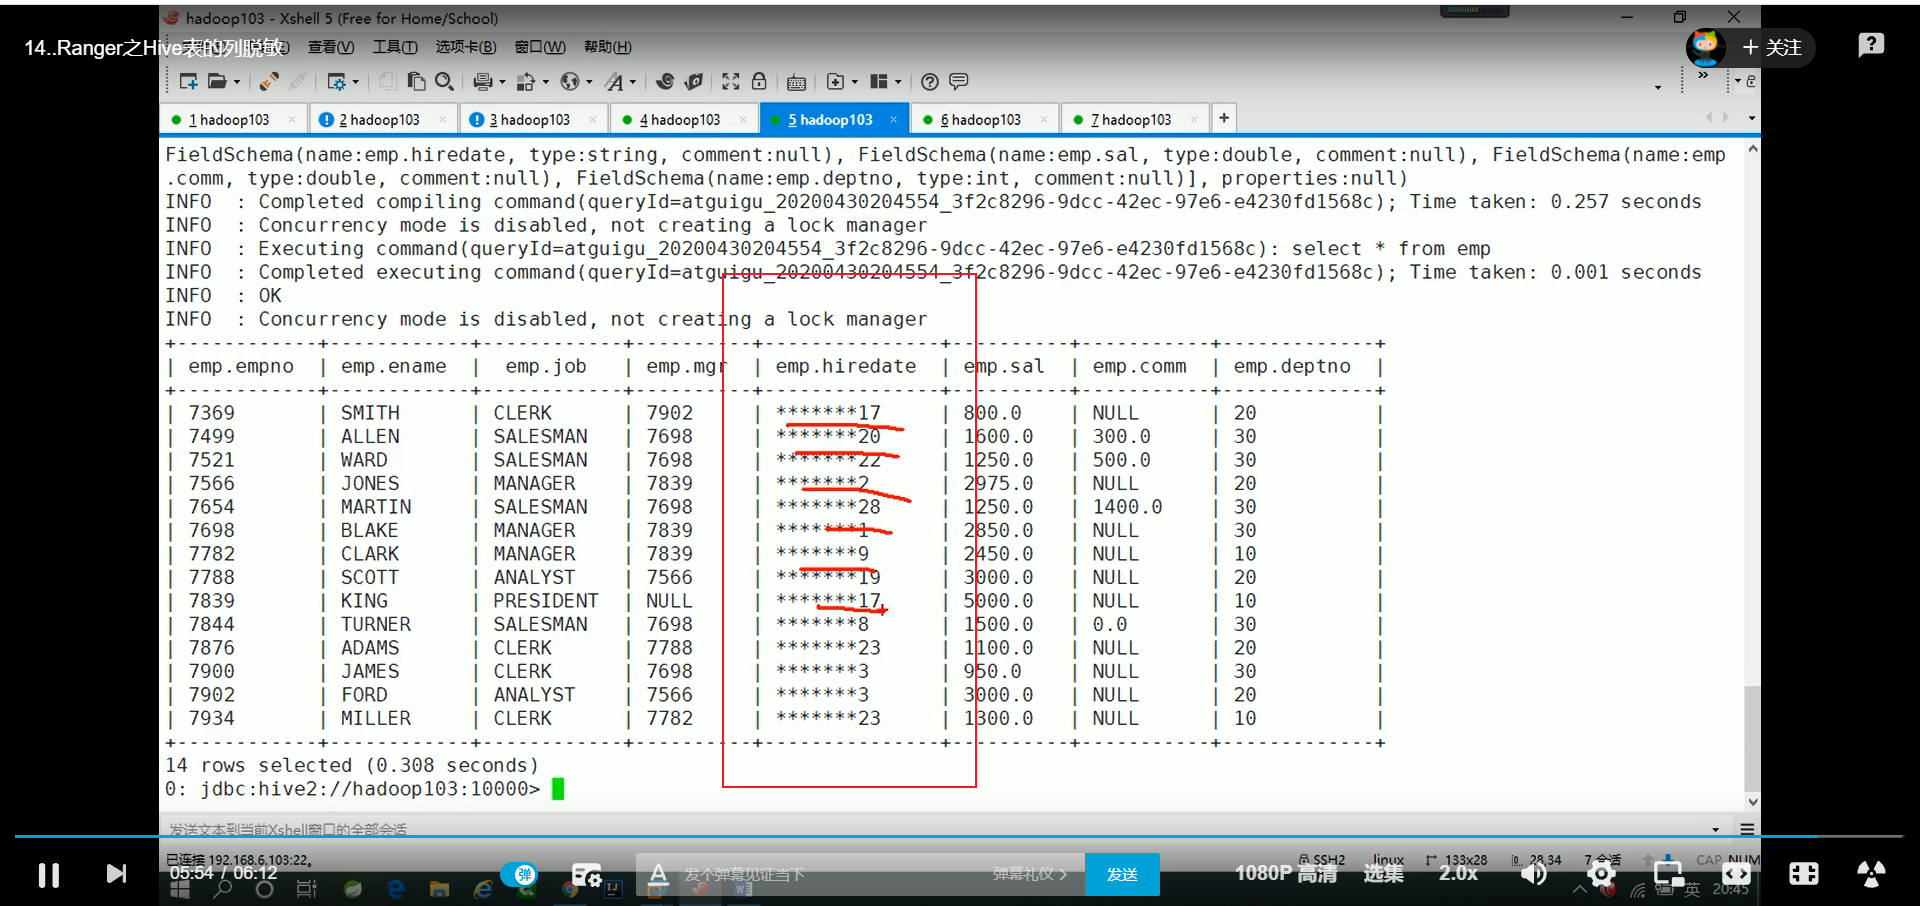 hadoop103 - Xshell 5 (Free for Home/School)
14..Ranger之Hive表的列脱敏
查看(V) 工具(T) 选项卡(B) 窗口(W) 帮助(H)
+ 关注
1 hadoop103 2 hadoop103 3 hadoop103 4 hadoop103 5 hadoop103 6 hadoop103 7 hadoop103
FieldSchema(name:emp.hiredate, type:string, comment:null), FieldSchema(name:emp.sal, type:double, comment:null), FieldSchema(name:emp
.comm, type:double, comment:null), FieldSchema(name:emp.deptno, type:int, comment:null)], properties:null)
INFO  : Completed compiling command(queryId=atguigu_20200430204554_3f2c8296-9dcc-42ec-97e6-e4230fd1568c); Time taken: 0.257 seconds
INFO  : Concurrency mode is disabled, not creating a lock manager
INFO  : Executing command(queryId=atguigu_20200430204554_3f2c8296-9dcc-42ec-97e6-e4230fd1568c): select * from emp
INFO  : Completed executing command(queryId=atguigu_20200430204554_3f2c8296-9dcc-42ec-97e6-e4230fd1568c); Time taken: 0.001 seconds
INFO  : OK
INFO  : Concurrency mode is disabled, not creating a lock manager
+------------+------------+------------+----------+---------------+----------+-----------+-------------+
| emp.empno  | emp.ename  |  emp.job   | emp.mgr  | emp.hiredate  | emp.sal  | emp.comm  | emp.deptno  |
+------------+------------+------------+----------+---------------+----------+-----------+-------------+
| 7369       | SMITH      | CLERK      | 7902     | *******17     | 800.0    | NULL      | 20          |
| 7499       | ALLEN      | SALESMAN   | 7698     | *******20     | 1600.0   | 300.0     | 30          |
| 7521       | WARD       | SALESMAN   | 7698     | *******22     | 1250.0   | 500.0     | 30          |
| 7566       | JONES      | MANAGER    | 7839     | *******2      | 2975.0   | NULL      | 20          |
| 7654       | MARTIN     | SALESMAN   | 7698     | *******28     | 1250.0   | 1400.0    | 30          |
| 7698       | BLAKE      | MANAGER    | 7839     | *******1      | 2850.0   | NULL      | 30          |
| 7782       | CLARK      | MANAGER    | 7839     | *******9      | 2450.0   | NULL      | 10          |
| 7788       | SCOTT      | ANALYST    | 7566     | *******19     | 3000.0   | NULL      | 20          |
| 7839       | KING       | PRESIDENT  | NULL     | *******17     | 5000.0   | NULL      | 10          |
| 7844       | TURNER     | SALESMAN   | 7698     | *******8      | 1500.0   | 0.0       | 30          |
| 7876       | ADAMS      | CLERK      | 7788     | *******23     | 1100.0   | NULL      | 20          |
| 7900       | JAMES      | CLERK      | 7698     | *******3      | 950.0    | NULL      | 30          |
| 7902       | FORD       | ANALYST    | 7566     | *******3      | 3000.0   | NULL      | 20          |
| 7934       | MILLER     | CLERK      | 7782     | *******23     | 1300.0   | NULL      | 10          |
+------------+------------+------------+----------+---------------+----------+-----------+-------------+
14 rows selected (0.308 seconds)
0: jdbc:hive2://hadoop103:10000>
发送文本到当前Xshell窗口的全部会话
已连接 192.168.6.103:22。 SSH2 linux 133x28 28,34 7 会话 CAP NUM
05:54 / 06:12 弹 发个弹幕见证当下 弹幕礼仪 > 发送 1080P 高清 选集 2.0x
英 20:45